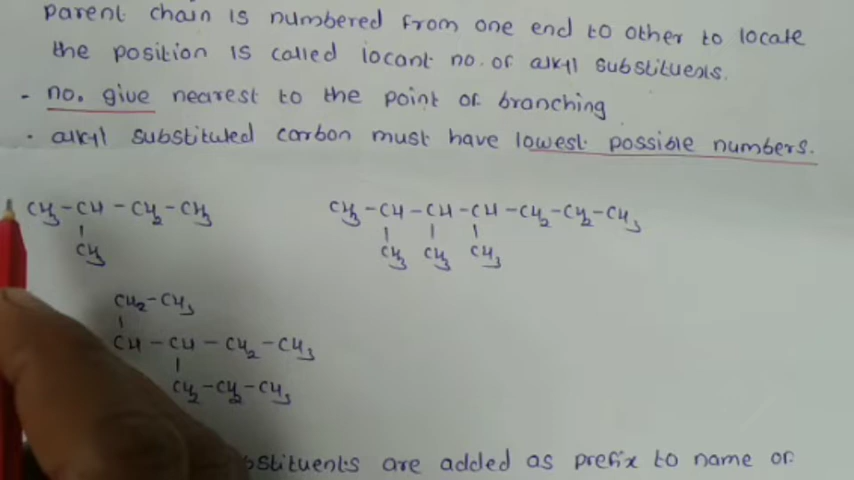 parent chain is numbered from one end to other to locate
the position is called locant no. of alkyl substituens.
- no. give nearest to the point of branching
· alkyl substituted carbon must have lowest possible numbers.
CH3-CH-CH2-CH3
CH3
CH3-CH-CH-CH-CH2-CH2-CH3
CH3 CH3 CH3
CH2-CH3
CH-CH-CH2-CH3
CH2-CH2-CH3
are added as prefix to name of